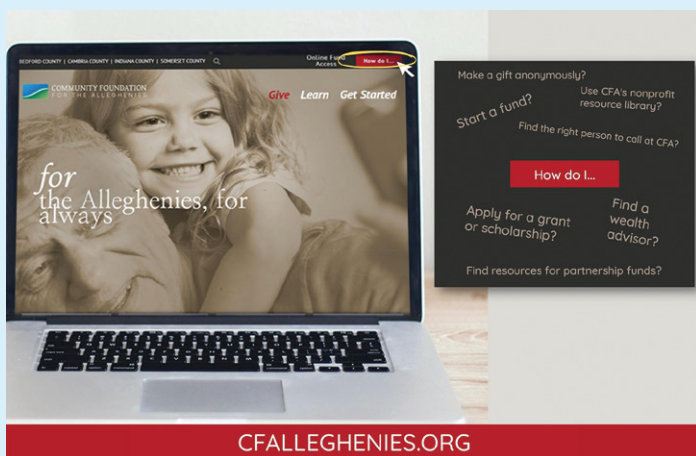 BEDFORD COUNTY | CAMBRIA COUNTY | INDIANA COUNTY | SOMERSET COUNTY
Online Fund
Access
How do I...
COMMUNITY FOUNDATION
FOR THE ALLEGHENIES
Give Learn Get Started
for
the Alleghenies, for
always
Make a gift anonymously?
Use CFA's nonprofit
resource library?
Start a fund?
Find the right person to call at CFA?
How do I...
Apply for a grant
or scholarship?
Find a
wealth
advisor?
Find resources for partnership funds?
CFALLEGHENIES.ORG